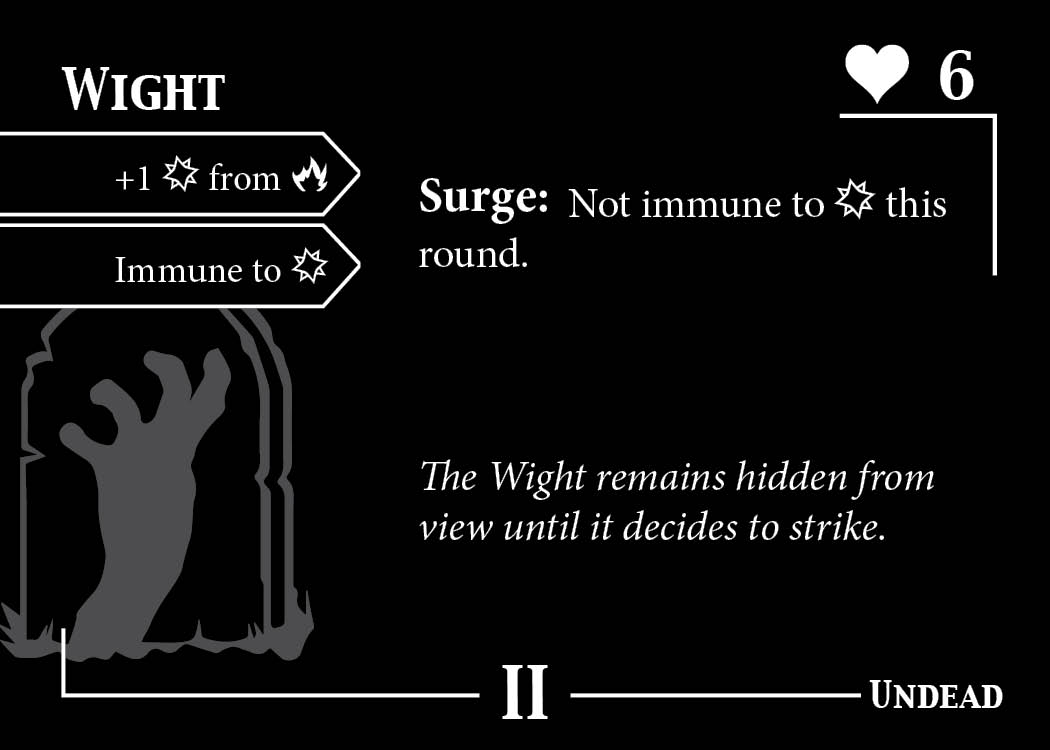 Wight
6
+1 from
Immune to
Surge: Not immune to this
round.
The Wight remains hidden from
view until it decides to strike.
II
Undead